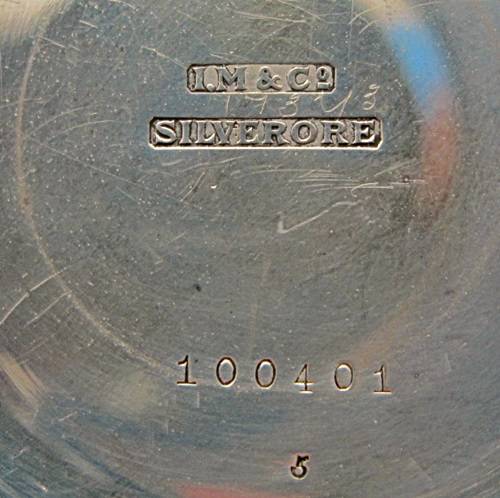 I.M & Cº
SILVERORE
100401
5